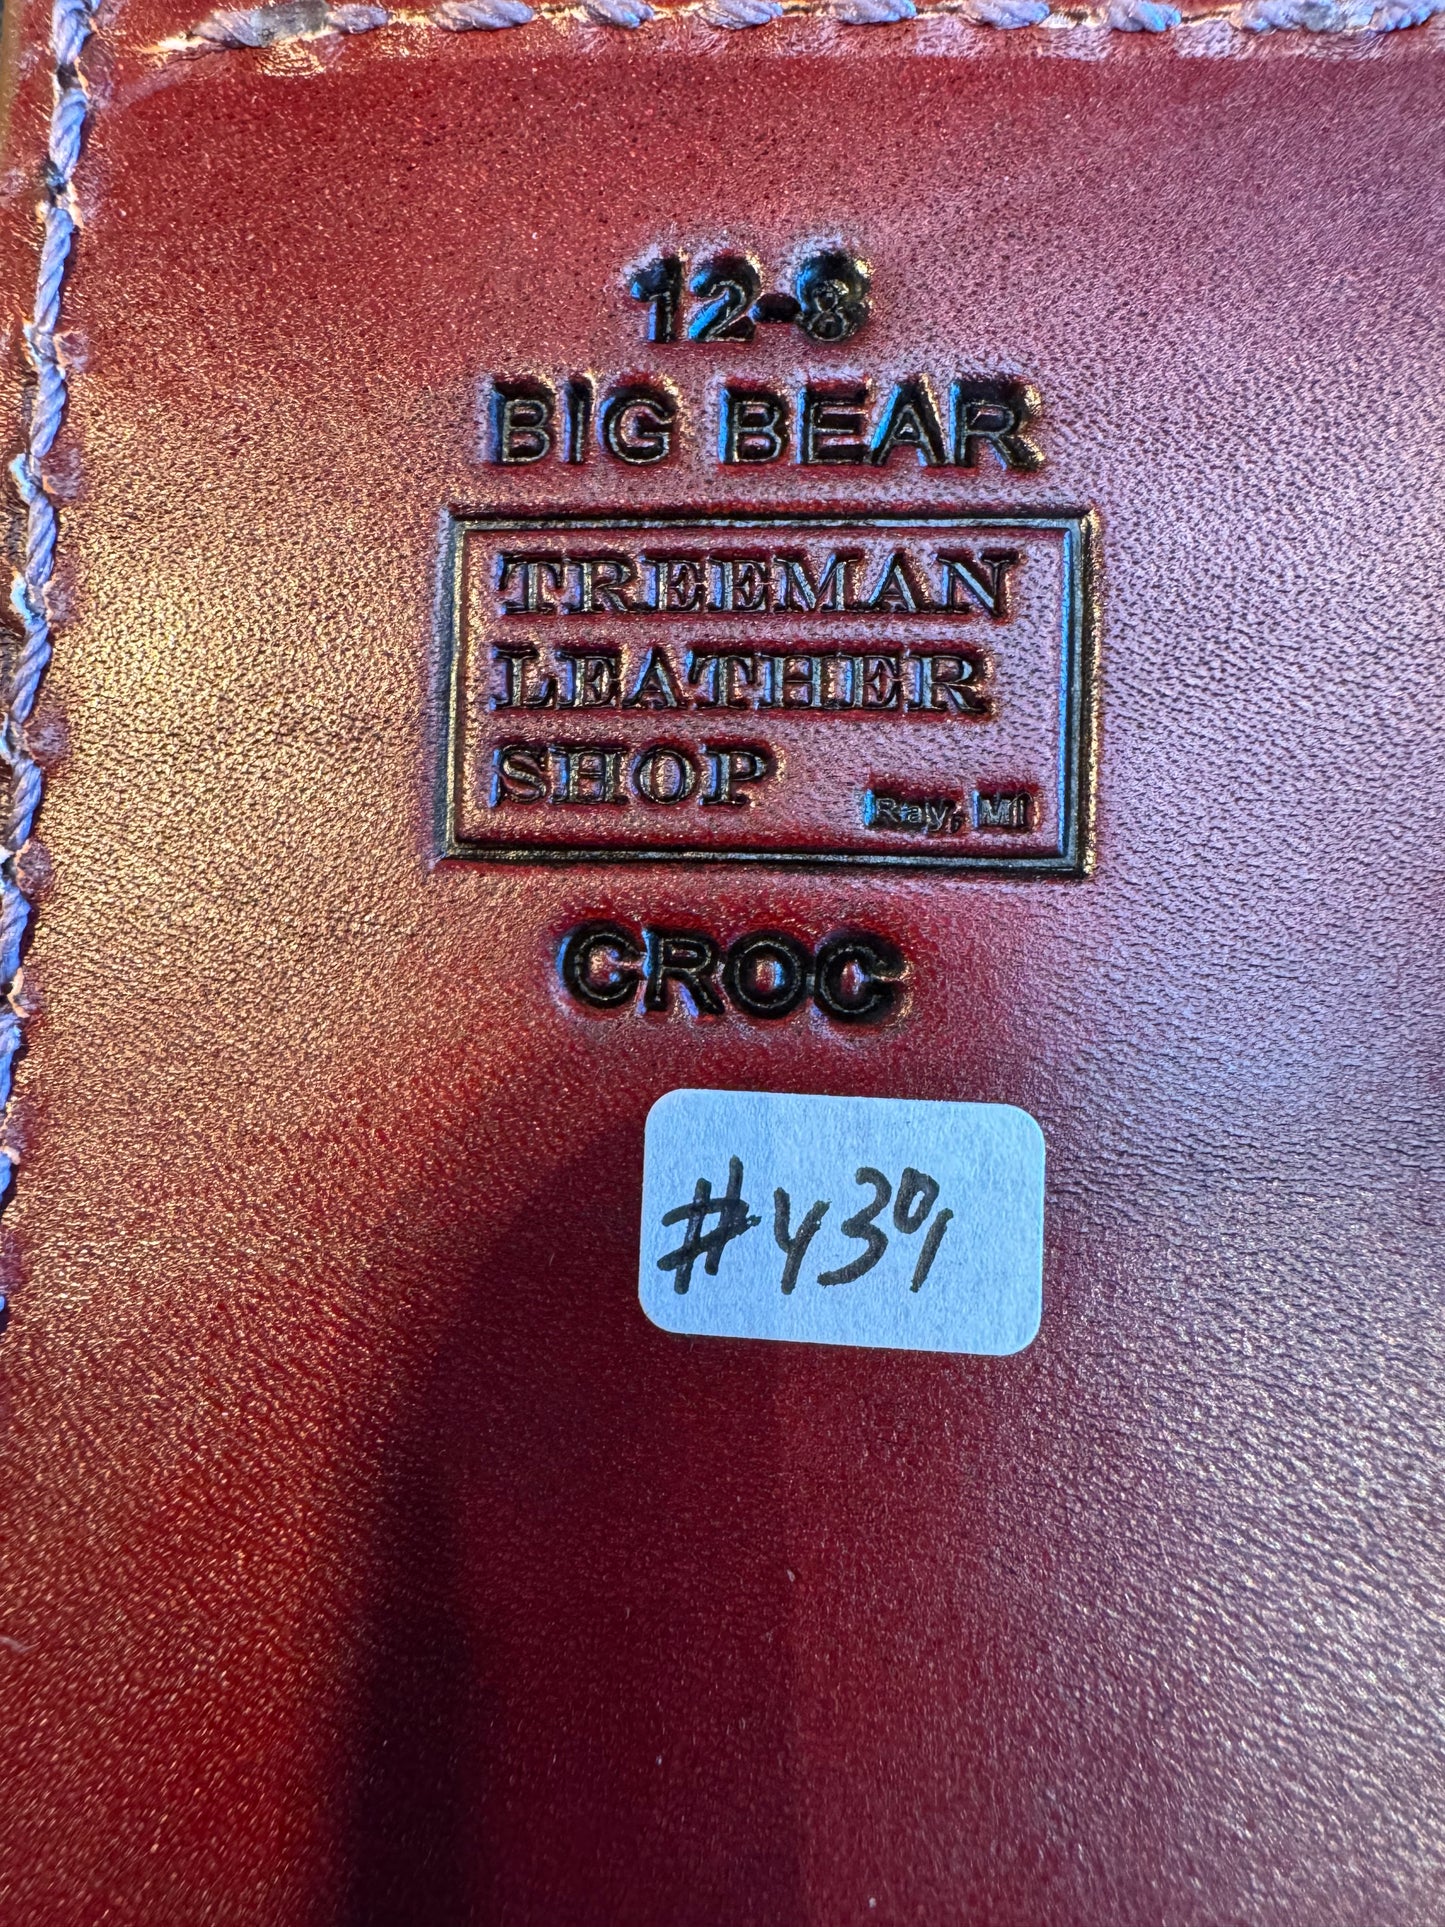 12-8
BIG BEAR
TREEMAN
LEATHER
SHOP
Ray, MI
CROC
#439